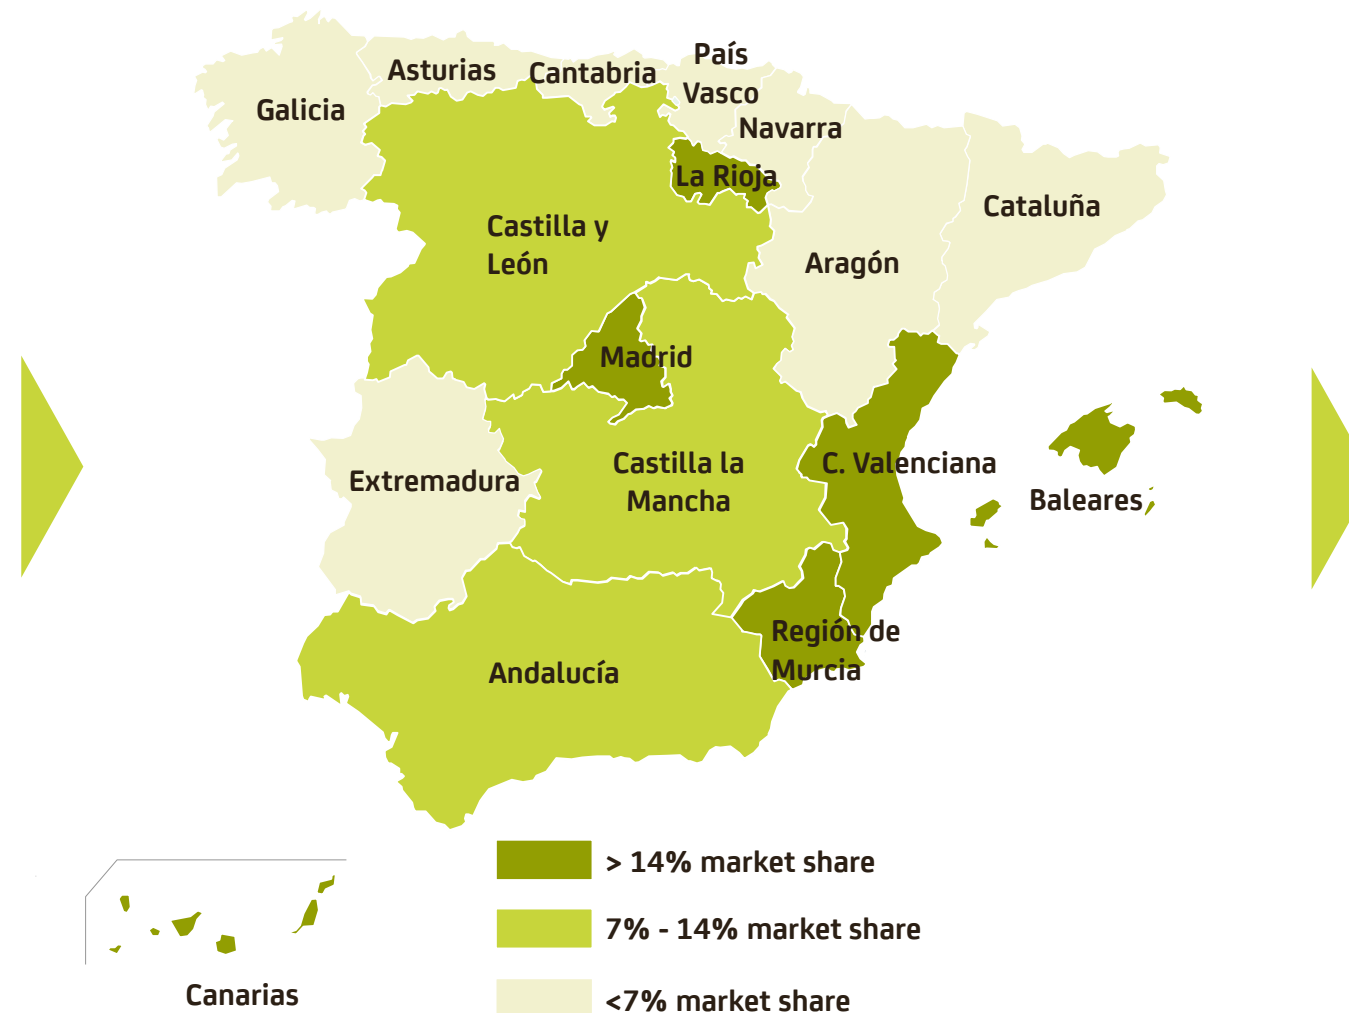 País
Vasco
Asturias
Cantabria
Galicia
Navarra
La Rioja
Cataluña
Castilla y
León
Aragón
Madrid
Castilla la
Mancha
C. Valenciana
Extremadura
Baleares
Región de
Murcia
Andalucía
> 14% market share
7% - 14% market share
<7% market share
Canarias